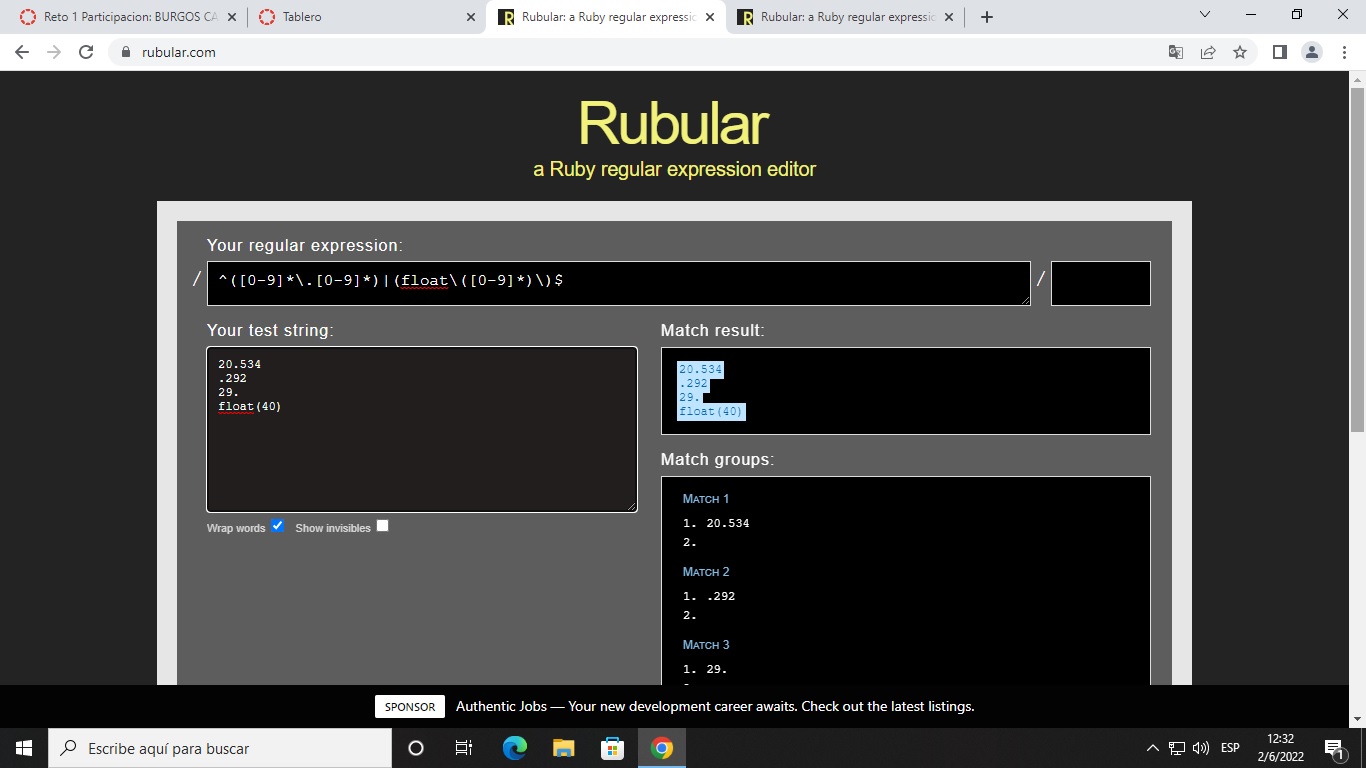 Reto 1 Participacion: BURGOS CA
Tablero
Rubular: a Ruby regular expressio
Rubular: a Ruby regular expressic
rubular.com
Rubular
a Ruby regular expression editor
Your regular expression:
/ ^([0-9]*\.[0-9]*)|(float\([0-9]*)\)$ /
Your test string:
20.534
.292
29.
float(40)
Wrap words Show invisibles
Match result:
20.534
.292
29.
float(40)
Match groups:
MATCH 1
1. 20.534
2.
MATCH 2
1. .292
2.
MATCH 3
1. 29.
SPONSOR Authentic Jobs — Your new development career awaits. Check out the latest listings.
Escribe aquí para buscar
ESP
12:32
2/6/2022
1